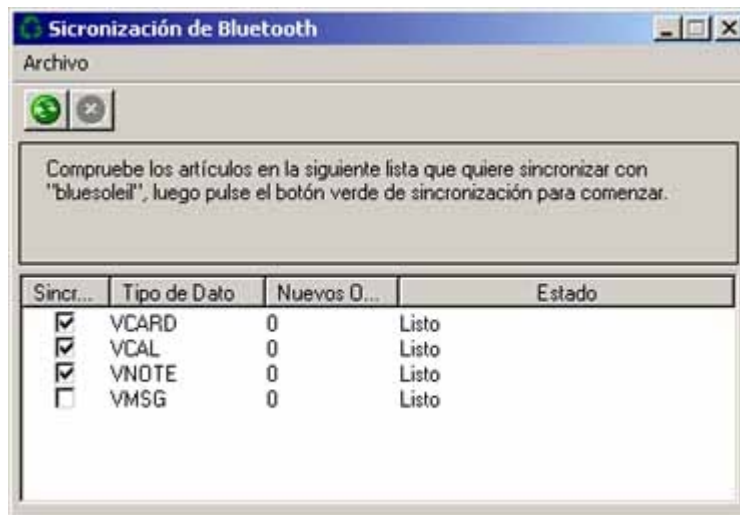 Sicronización de Bluetooth
Archivo
Compruebe los artículos en la siguiente lista que quiere sincronizar con
"bluesoleil", luego pulse el botón verde de sincronización para comenzar.
Sincr... Tipo de Dato Nuevos O... Estado
VCARD 0 Listo
VCAL 0 Listo
VNOTE 0 Listo
VMSG 0 Listo